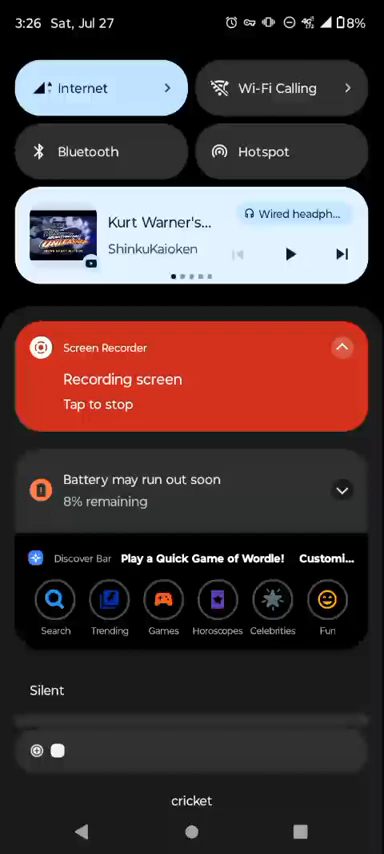 3:26 Sat, Jul 27
8%
Internet
Wi-Fi Calling
Bluetooth
Hotspot
Kurt Warner's...
Wired headph...
ShinkuKaioken
Screen Recorder
Recording screen
Tap to stop
Battery may run out soon
8% remaining
Discover Bar Play a Quick Game of Wordle! Customi...
Search Trending Games Horoscopes Celebrities Fun
Silent
cricket